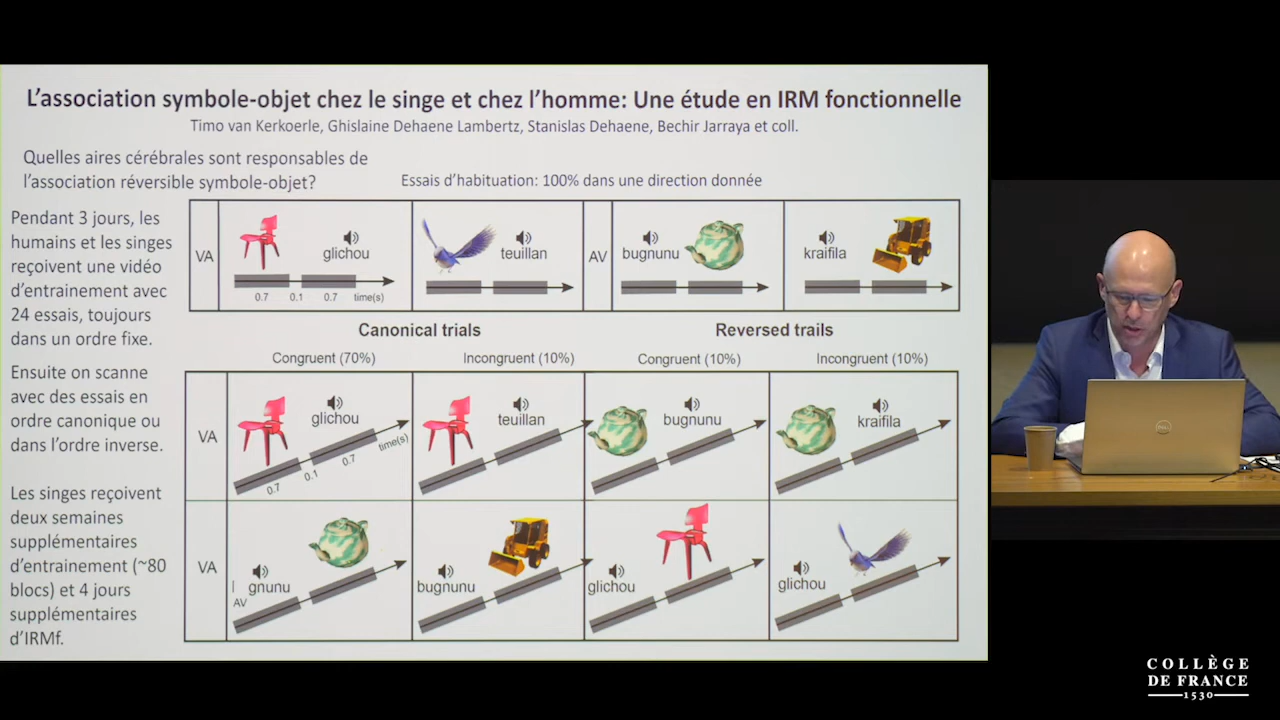 L'association symbole-objet chez le singe et chez l'homme: Une étude en IRM fonctionnelle
Timo van Kerkoerle, Ghislaine Dehaene Lambertz, Stanislas Dehaene, Bechir Jarraya et coll.
Quelles aires cérébrales sont responsables de
l'association réversible symbole-objet?
Essais d'habituation: 100% dans une direction donnée
Pendant 3 jours, les
humains et les singes
reçoivent une vidéo
d'entrainement avec
24 essais, toujours
dans un ordre fixe.
Ensuite on scanne
avec des essais en
ordre canonique ou
dans l'ordre inverse.
Les singes reçoivent
deux semaines
supplémentaires
d'entrainement (~80
blocs) et 4 jours
supplémentaires
d'IRMf.
VA
glichou
0.7 0.1 0.7 time(s)
teuillan
AV
bugnunu
kraifila
Canonical trials
Reversed trails
Congruent (70%)
Incongruent (10%)
Congruent (10%)
Incongruent (10%)
VA
glichou
0.7 0.1 0.7 time(s)
teuillan
bugnunu
kraifila
VA
gnunu
AV
bugnunu
glichou
glichou
DELL
COLLÈGE
DE FRANCE
1530